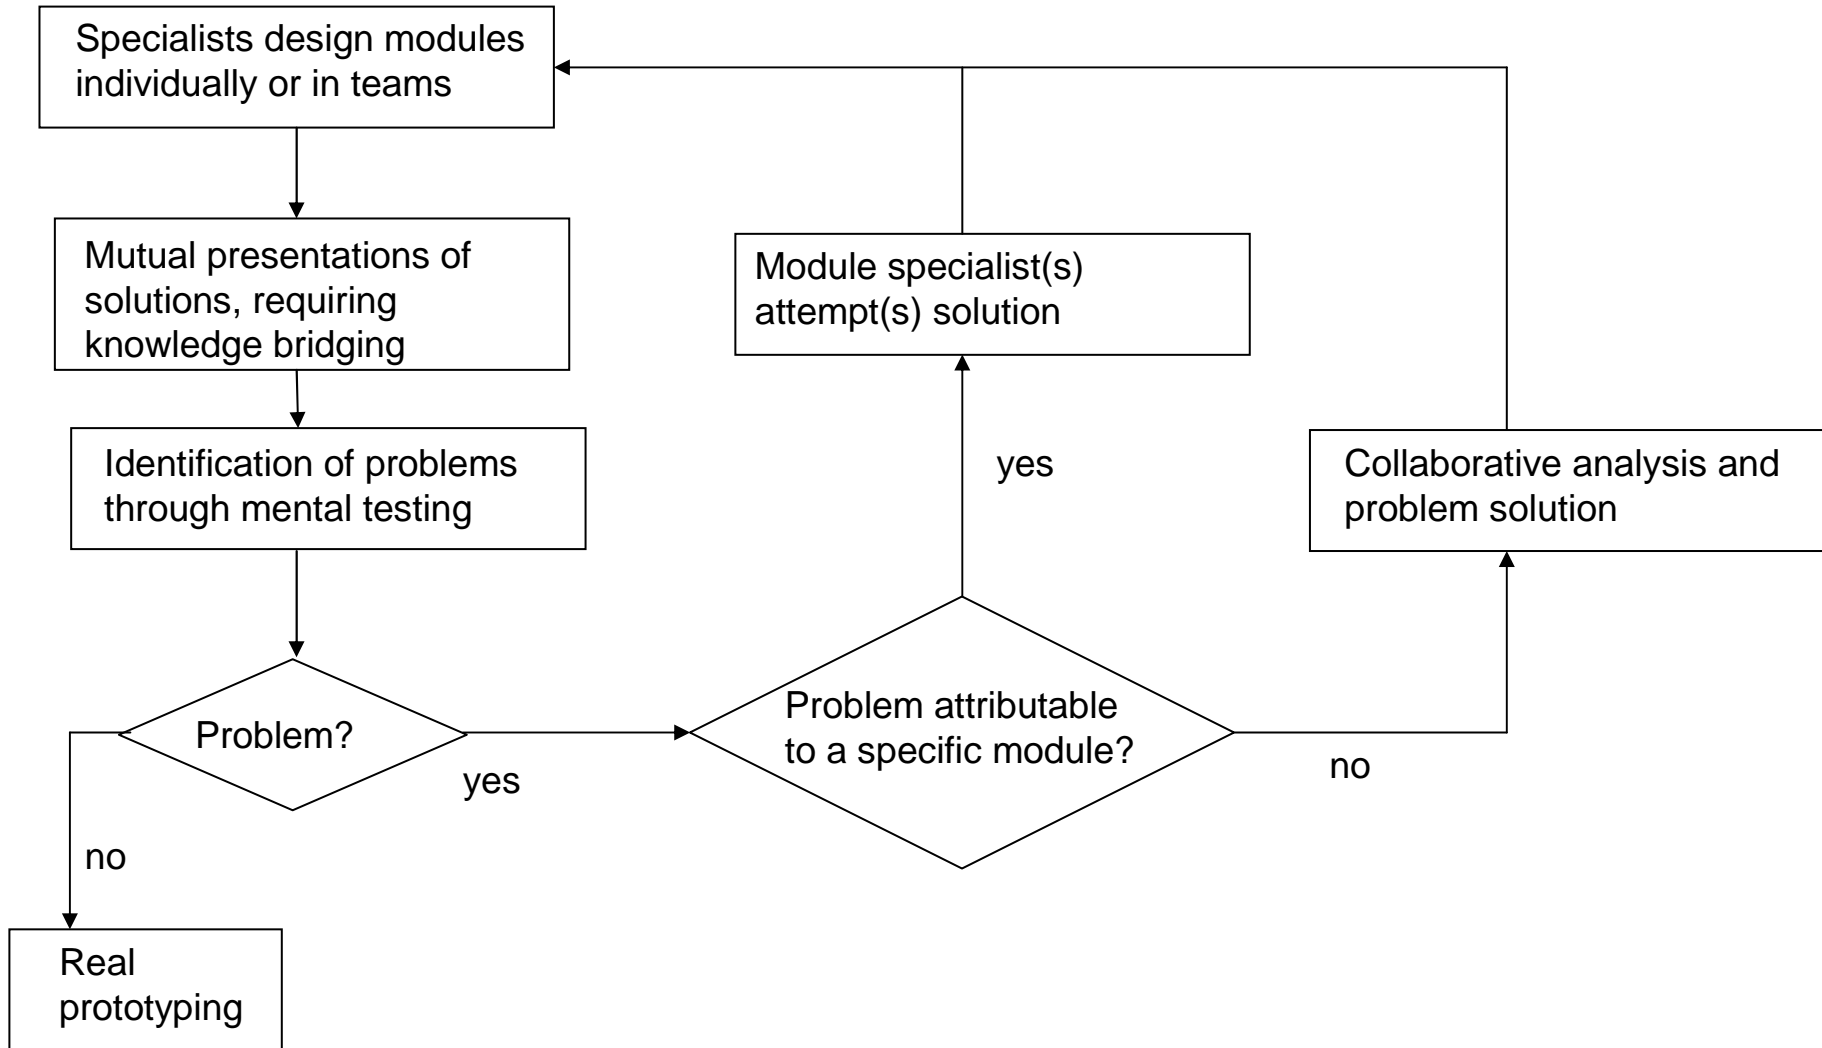 Specialists design modules
individually or in teams
Mutual presentations of
solutions, requiring
knowledge bridging
Module specialist(s)
attempt(s) solution
Identification of problems
through mental testing
yes
Collaborative analysis and
problem solution
Problem?
yes
Problem attributable
to a specific module?
no
no
Real
prototyping